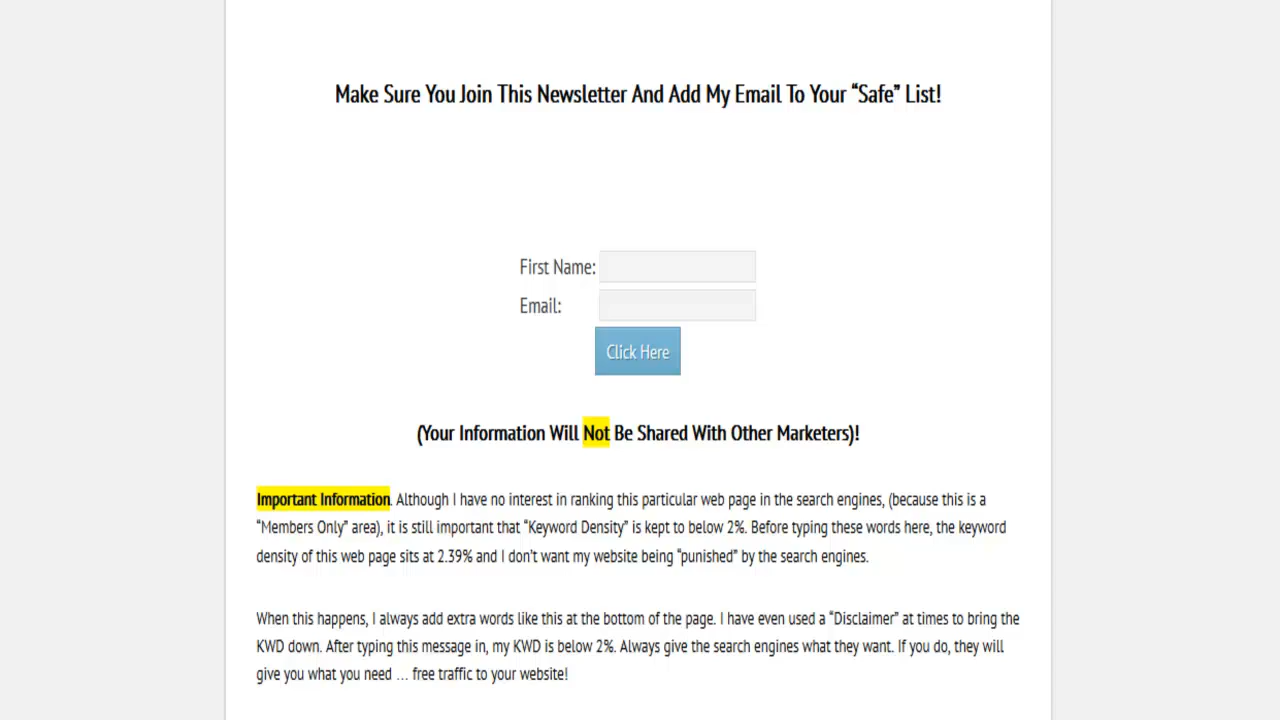 Make Sure You Join This Newsletter And Add My Email To Your “Safe” List!
First Name:
Email:
Click Here
(Your Information Will Not Be Shared With Other Marketers)!
Important Information. Although I have no interest in ranking this particular web page in the search engines, (because this is a
“Members Only” area), it is still important that “Keyword Density” is kept to below 2%. Before typing these words here, the keyword
density of this web page sits at 2.39% and I don’t want my website being “punished” by the search engines.
When this happens, I always add extra words like this at the bottom of the page. I have even used a “Disclaimer” at times to bring the
KWD down. After typing this message in, my KWD is below 2%. Always give the search engines what they want. If you do, they will
give you what you need … free traffic to your website!